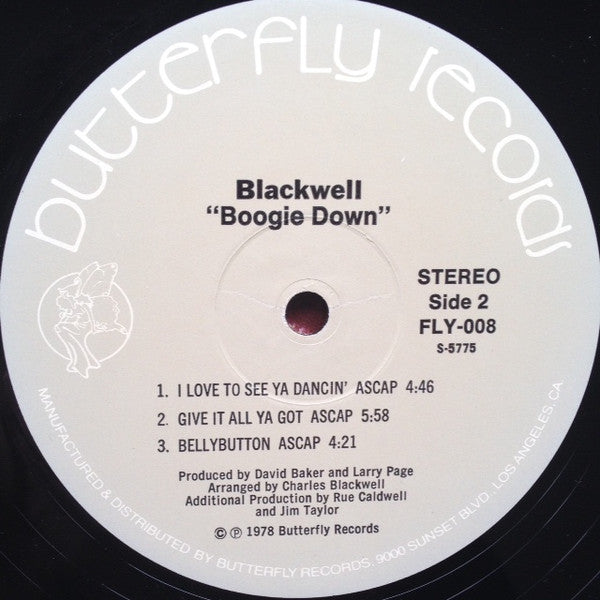 butterfly records
Blackwell
"Boogie Down"
STEREO
Side 2
FLY-008
S-5775
1. I LOVE TO SEE YA DANCIN' ASCAP 4:46
2. GIVE IT ALL YA GOT ASCAP 5:58
3. BELLYBUTTON ASCAP 4:21
Produced by David Baker and Larry Page
Arranged by Charles Blackwell
Additional Production by Rue Caldwell
and Jim Taylor
© ℗ 1978 Butterfly Records
MANUFACTURED & DISTRIBUTED BY BUTTERFLY RECORDS. 9000 SUNSET BLVD., LOS ANGELES, CA.